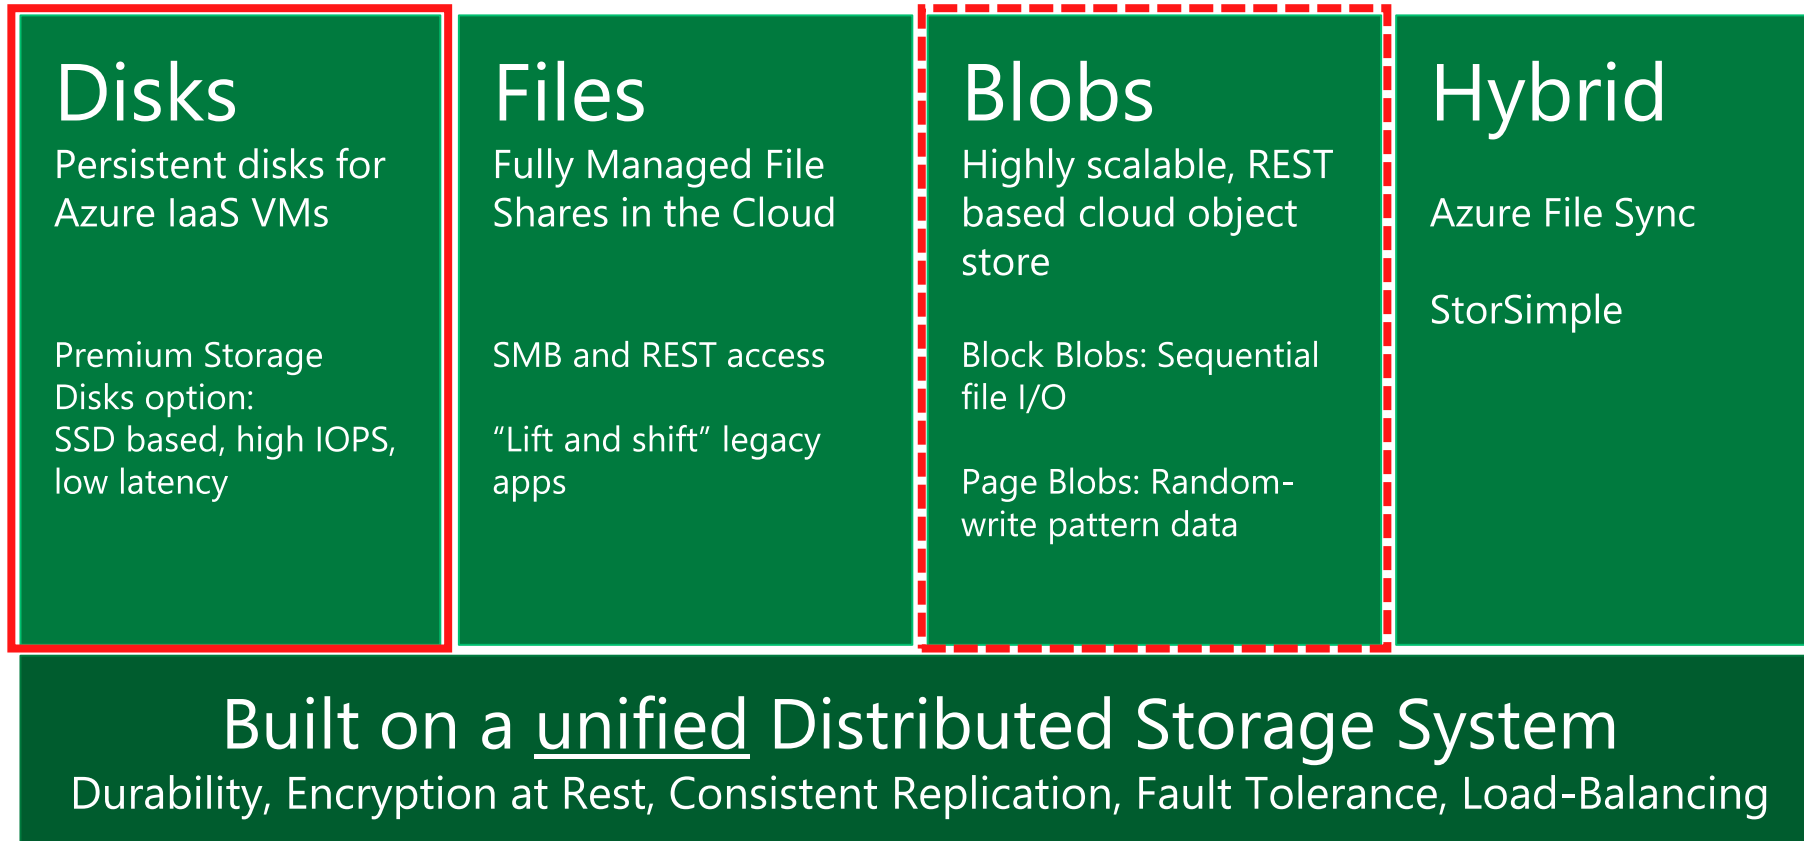 Disks
Persistent disks for
Azure IaaS VMs
Premium Storage
Disks option:
SSD based, high IOPS,
low latency
Files
Fully Managed File
Shares in the Cloud
SMB and REST access
“Lift and shift” legacy
apps
Blobs
Highly scalable, REST
based cloud object
store
Block Blobs: Sequential
file I/O
Page Blobs: Random-
write pattern data
Hybrid
Azure File Sync
StorSimple
Built on a unified Distributed Storage System
Durability, Encryption at Rest, Consistent Replication, Fault Tolerance, Load-Balancing